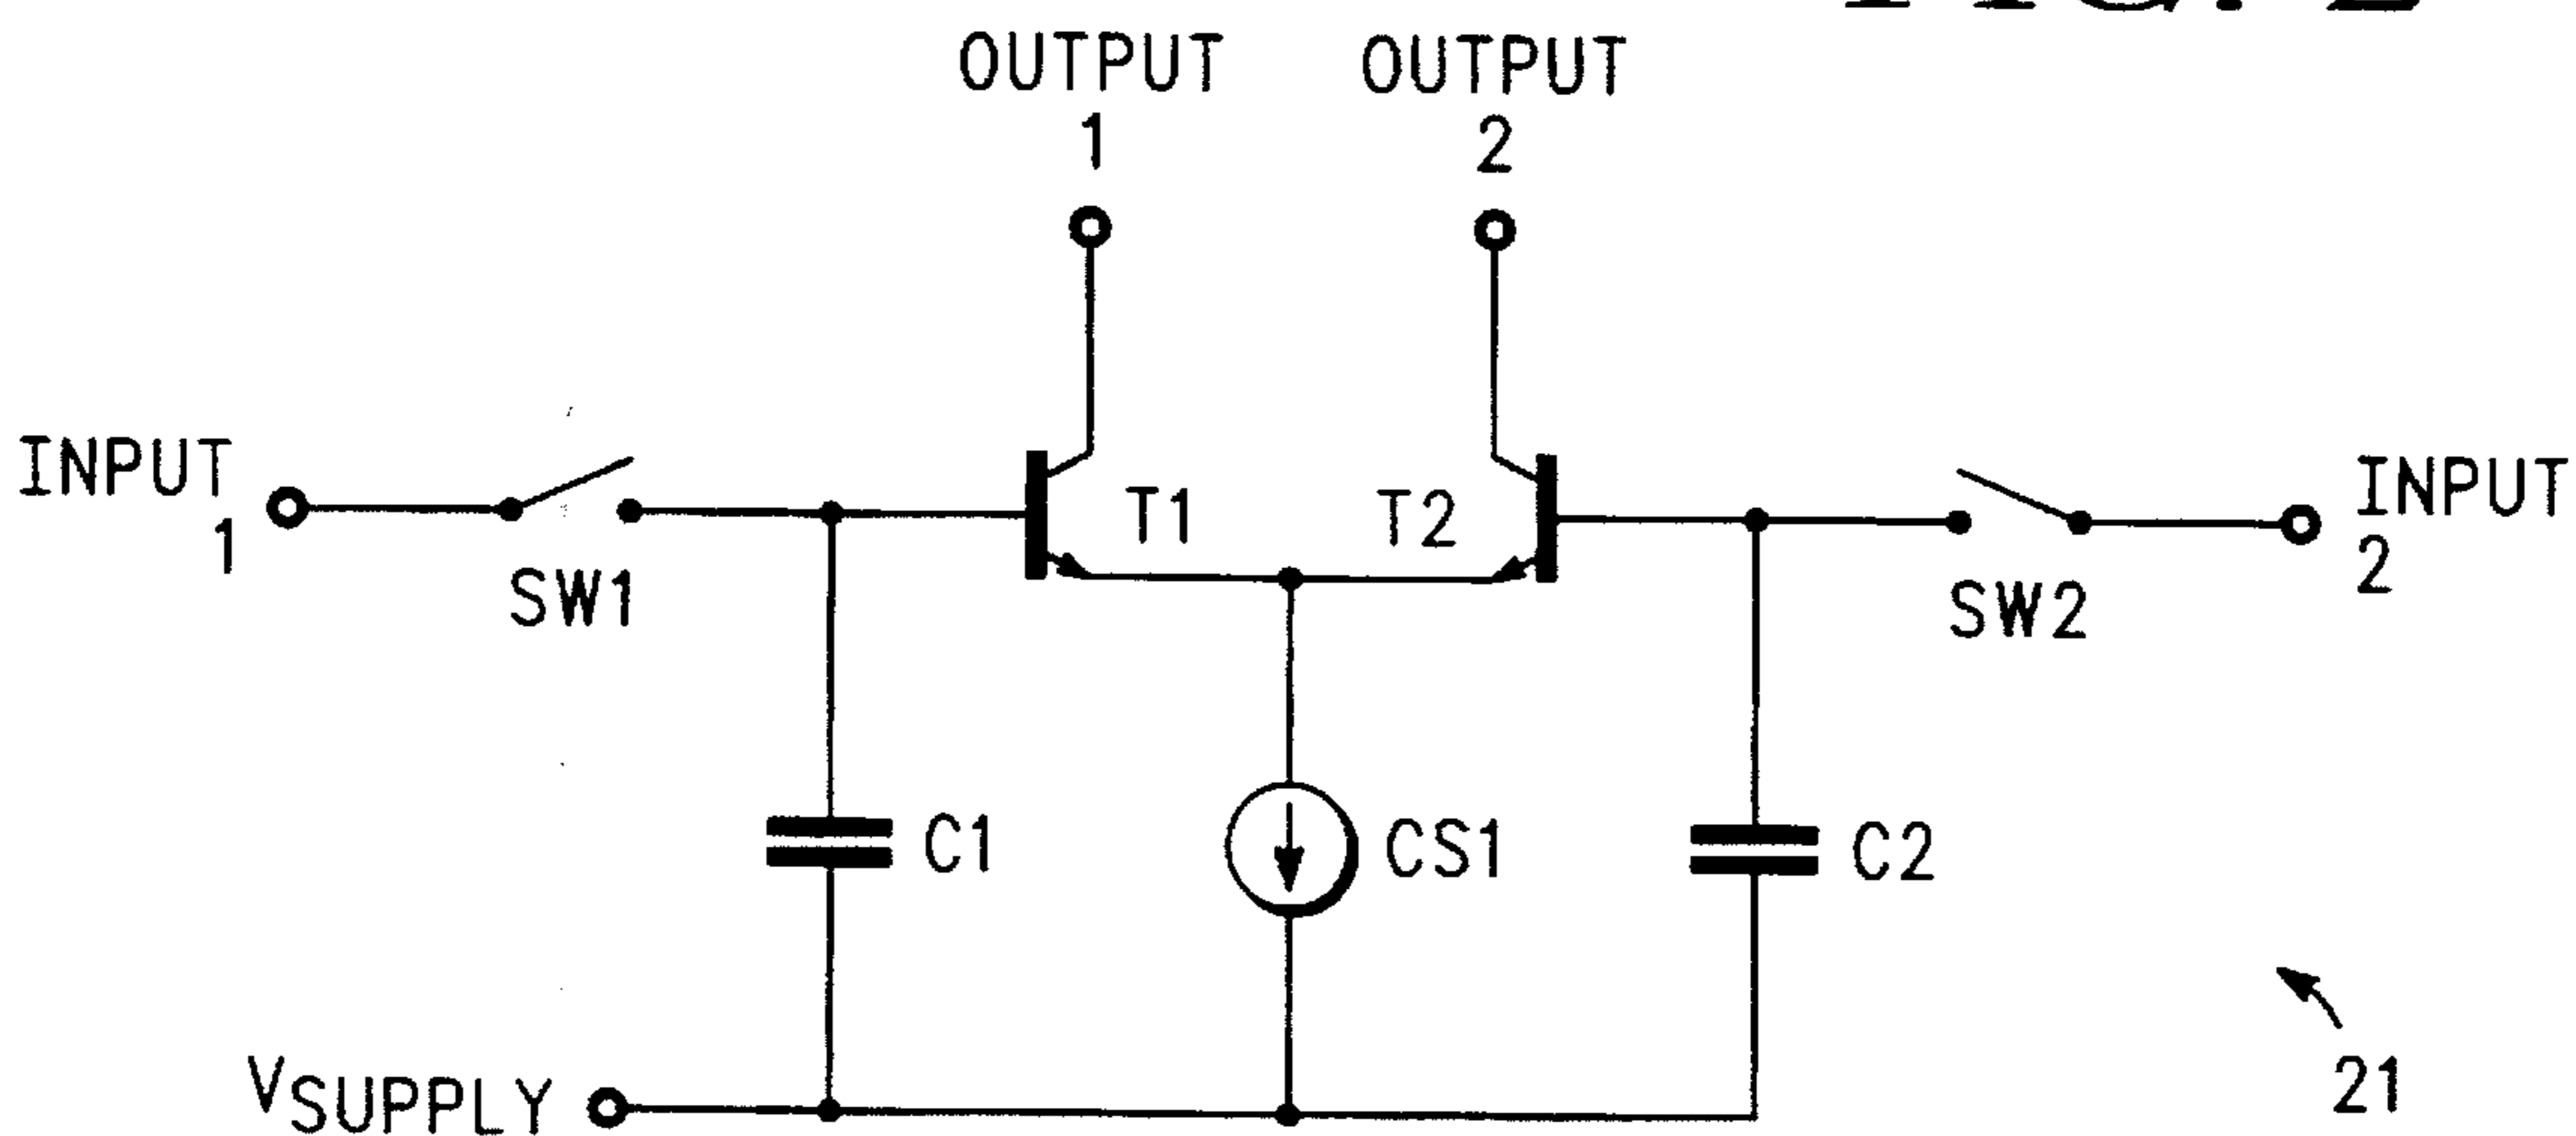 OUTPUT
1
OUTPUT
2
INPUT
1
SW1
T1
T2
INPUT
2
SW2
C1
CS1
C2
VSUPPLY
21